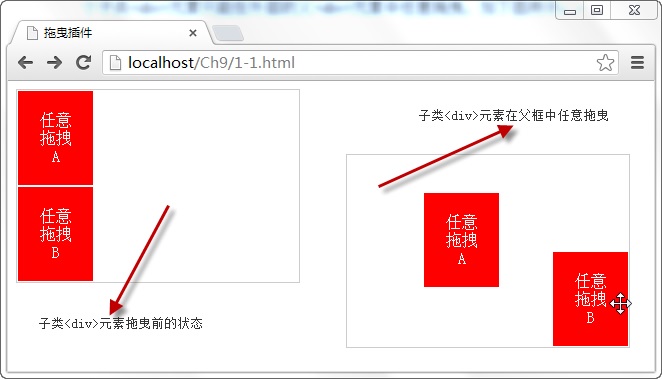 拖曳插件
localhost/Ch9/1-1.html
任意
拖拽
A
任意
拖拽
B
子类<div>元素拖曳前的状态
子类<div>元素在父框中任意拖曳
任意
拖拽
A
任意
拖拽
B